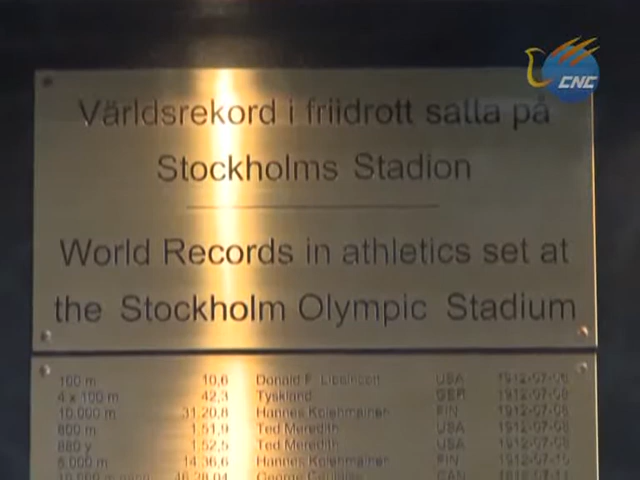 CNC
Världsrekord i friidrott satta på
Stockholms Stadion
World Records in athletics set at
the Stockholm Olympic Stadium
100 m 10,6 Donald F. USA 1912-07-06
4 x 100 m 42,3 Tyskland GER 1912-07-08
10.000 m 31.20,8 Hannes Kolehmainen FIN 1912-07-08
800 m 1.51,9 Ted Meredith USA 1912-07-08
880 y 1.52,5 Ted Meredith USA 1912-07-08
5.000 m 14.36,6 Hannes Kolehmainen FIN 1912-07-10
George CAN